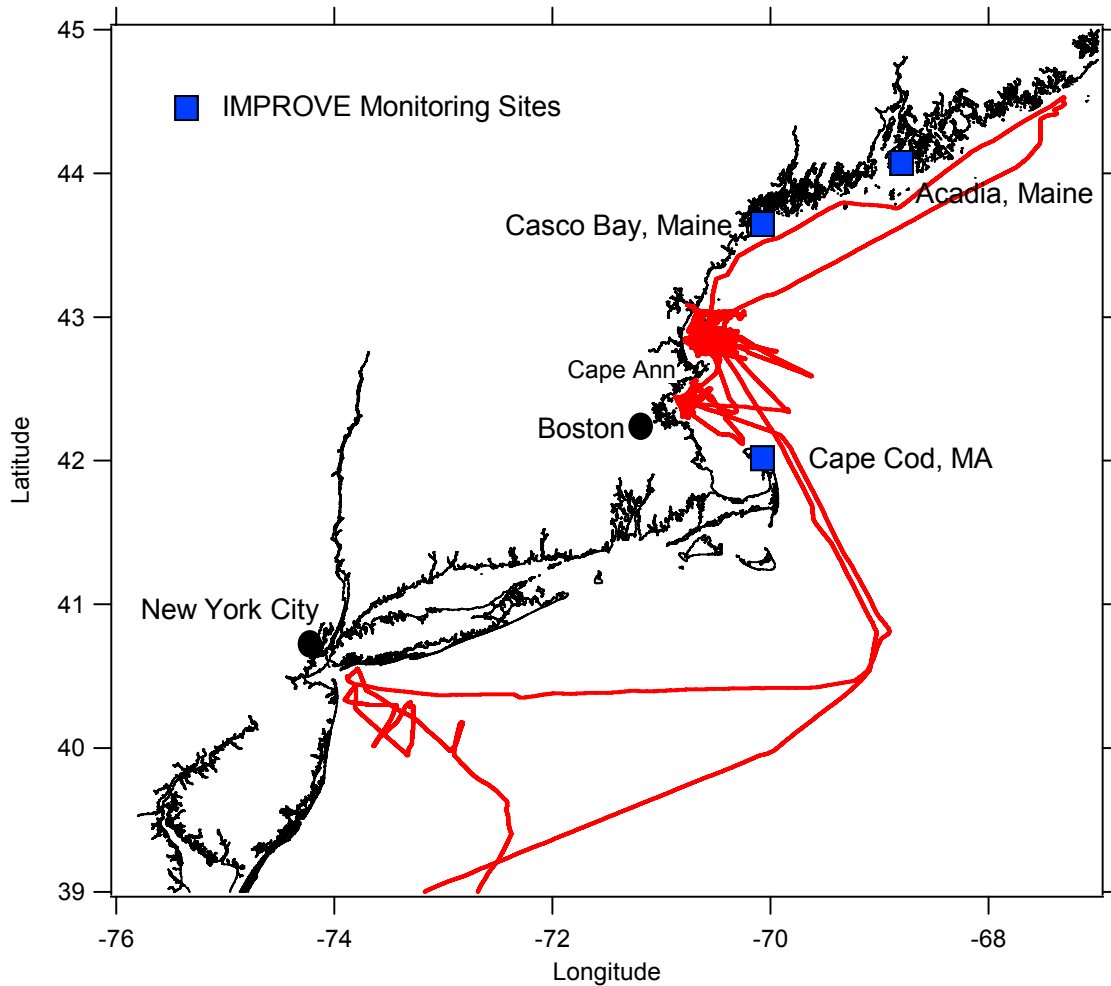 45
IMPROVE Monitoring Sites
44
Acadia, Maine
Casco Bay, Maine
43
Cape Ann
Boston
42
Cape Cod, MA
Latitude
41
New York City
40
39
-76
-74
-72
-70
-68
Longitude